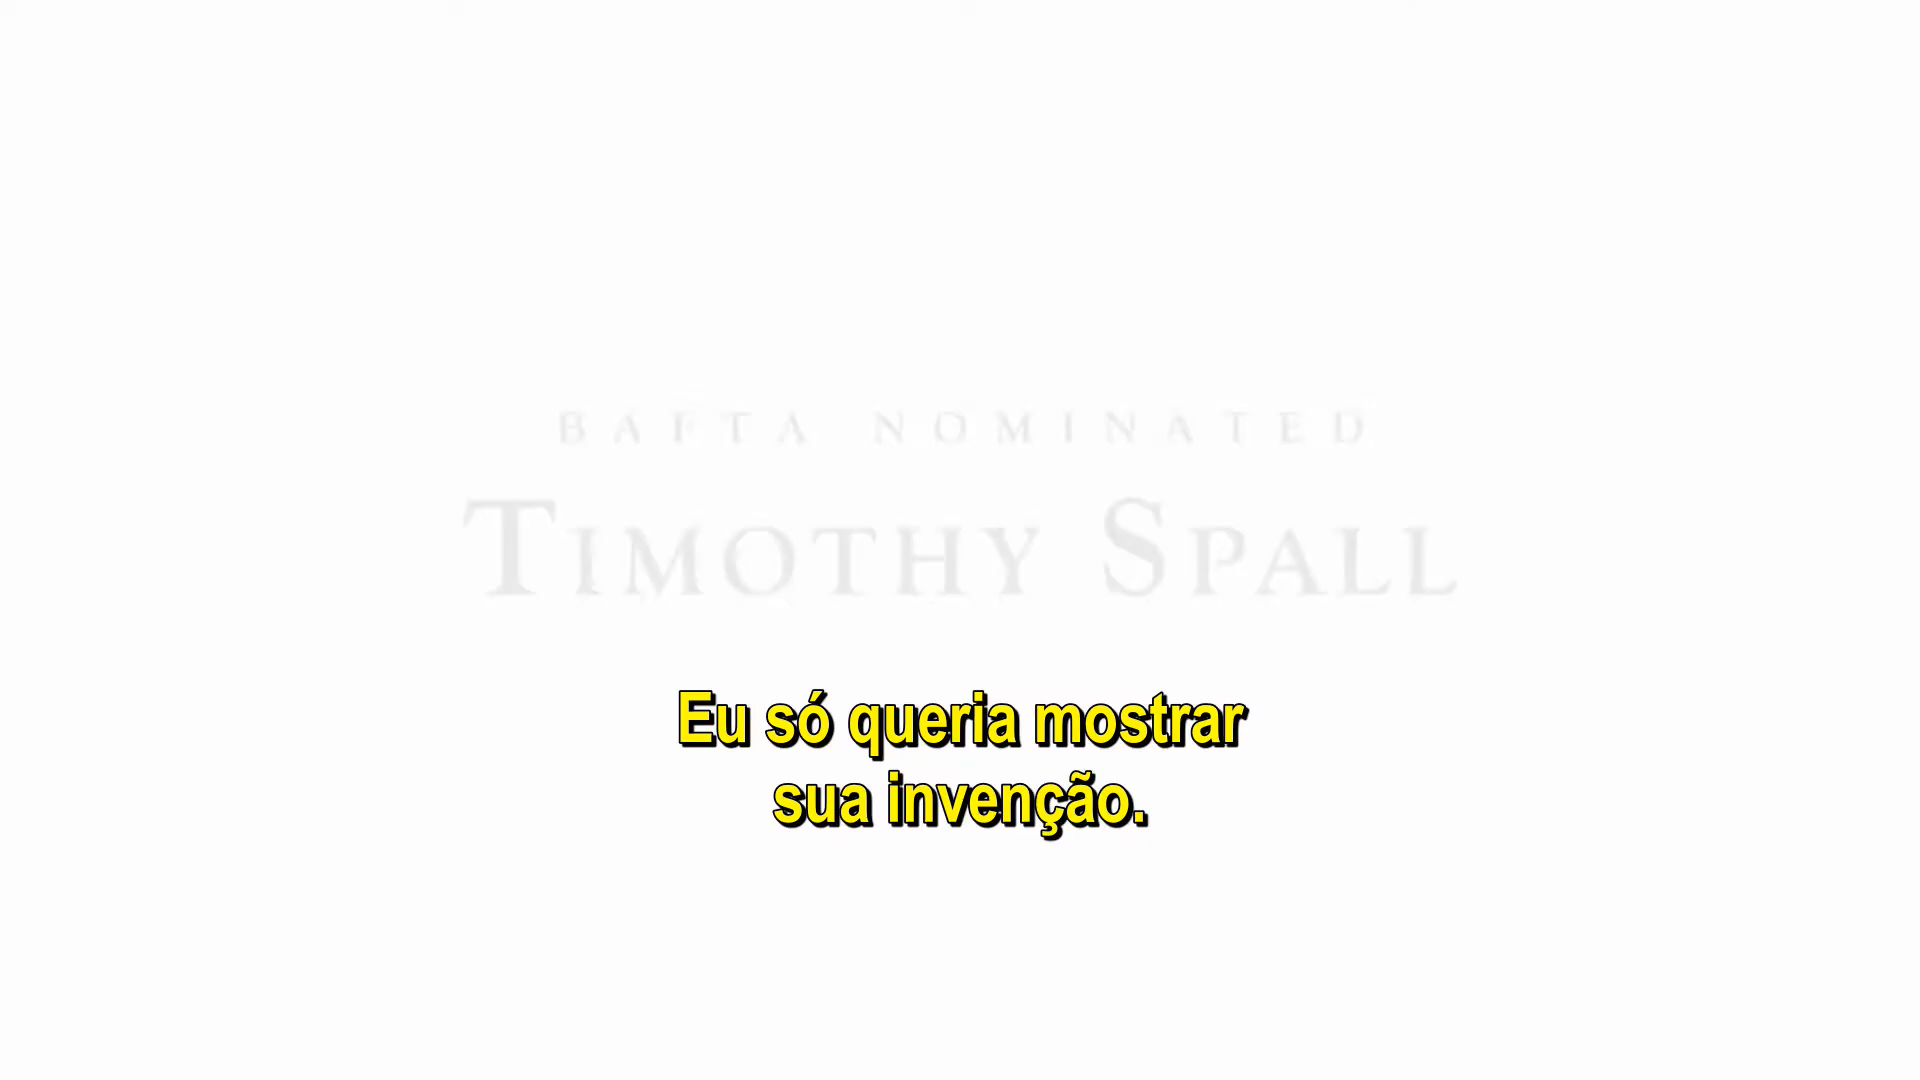 BAFTA NOMINATED
TIMOTHY SPALL
Eu só queria mostrar
sua invenção.